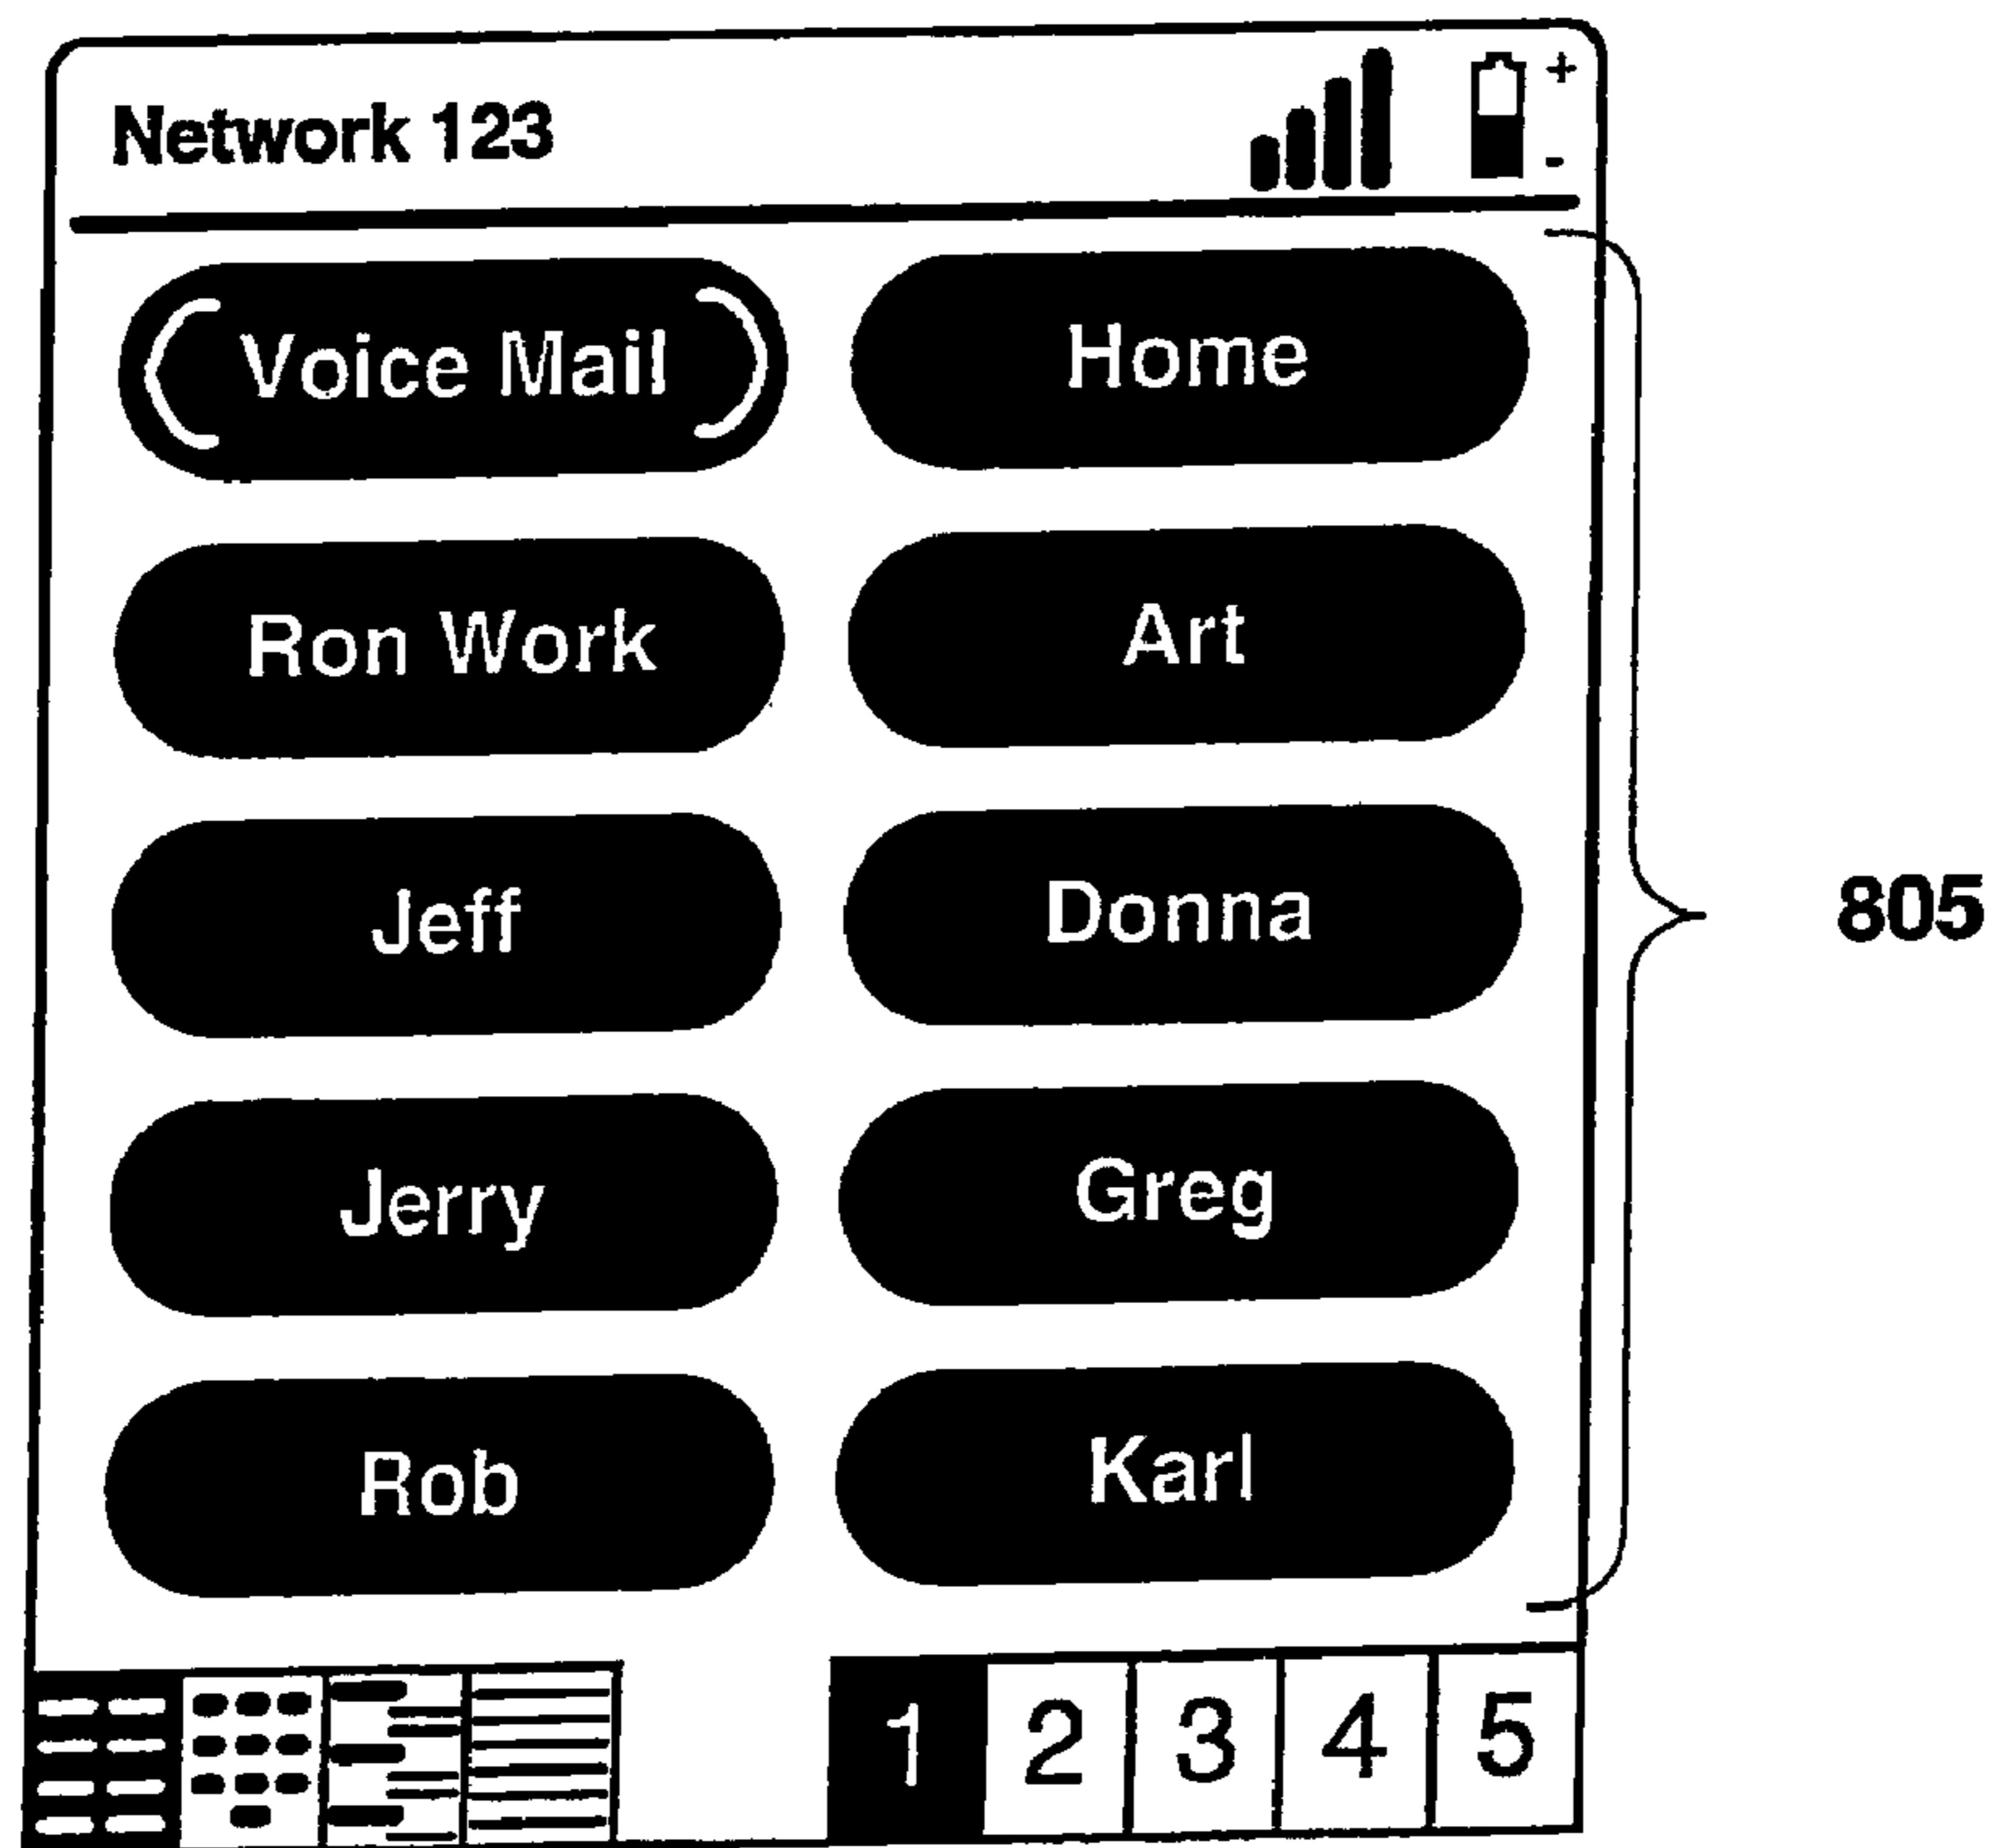 Network 123 + -
Voice Mail Home
Ron Work Art
Jeff Donna
805
Jerry Greg
Rob Karl
1 2 3 4 5